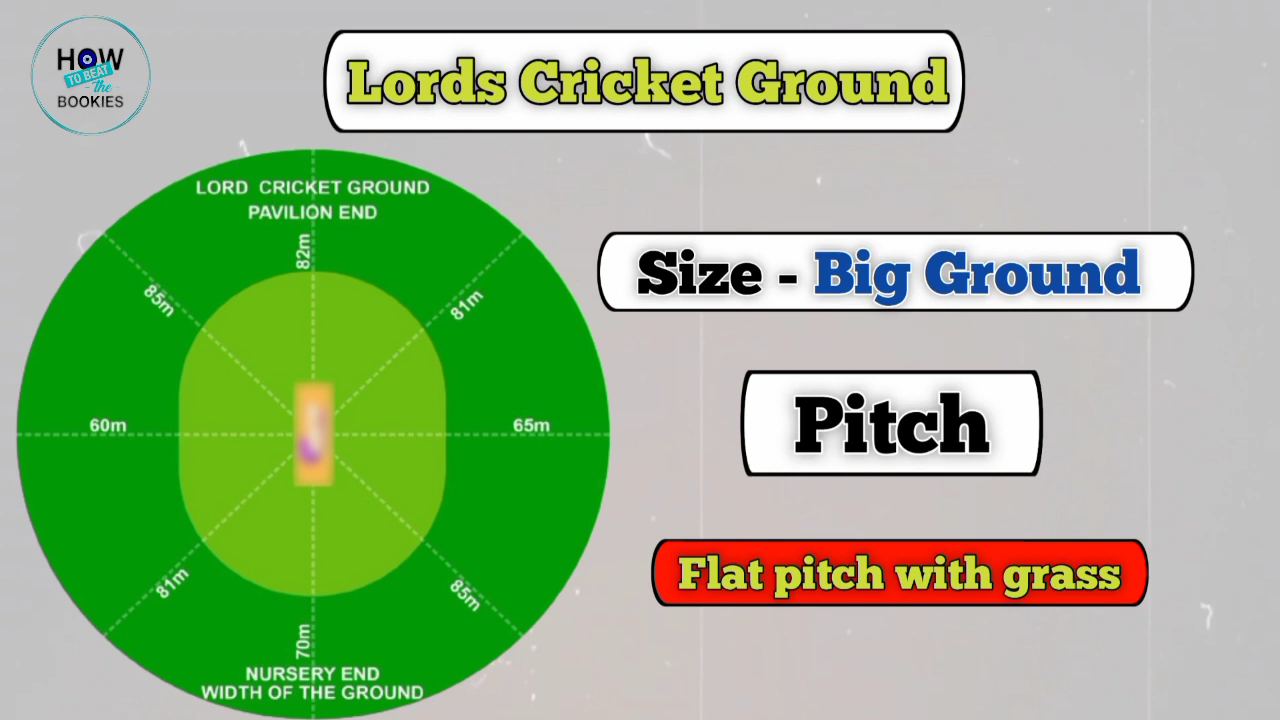 HOW
TO BEAT
- the -
BOOKIES
Lords Cricket Ground
LORD CRICKET GROUND
PAVILION END
82m
85m
81m
60m
65m
81m
85m
70m
NURSERY END
WIDTH OF THE GROUND
Size - Big Ground
Pitch
Flat pitch with grass